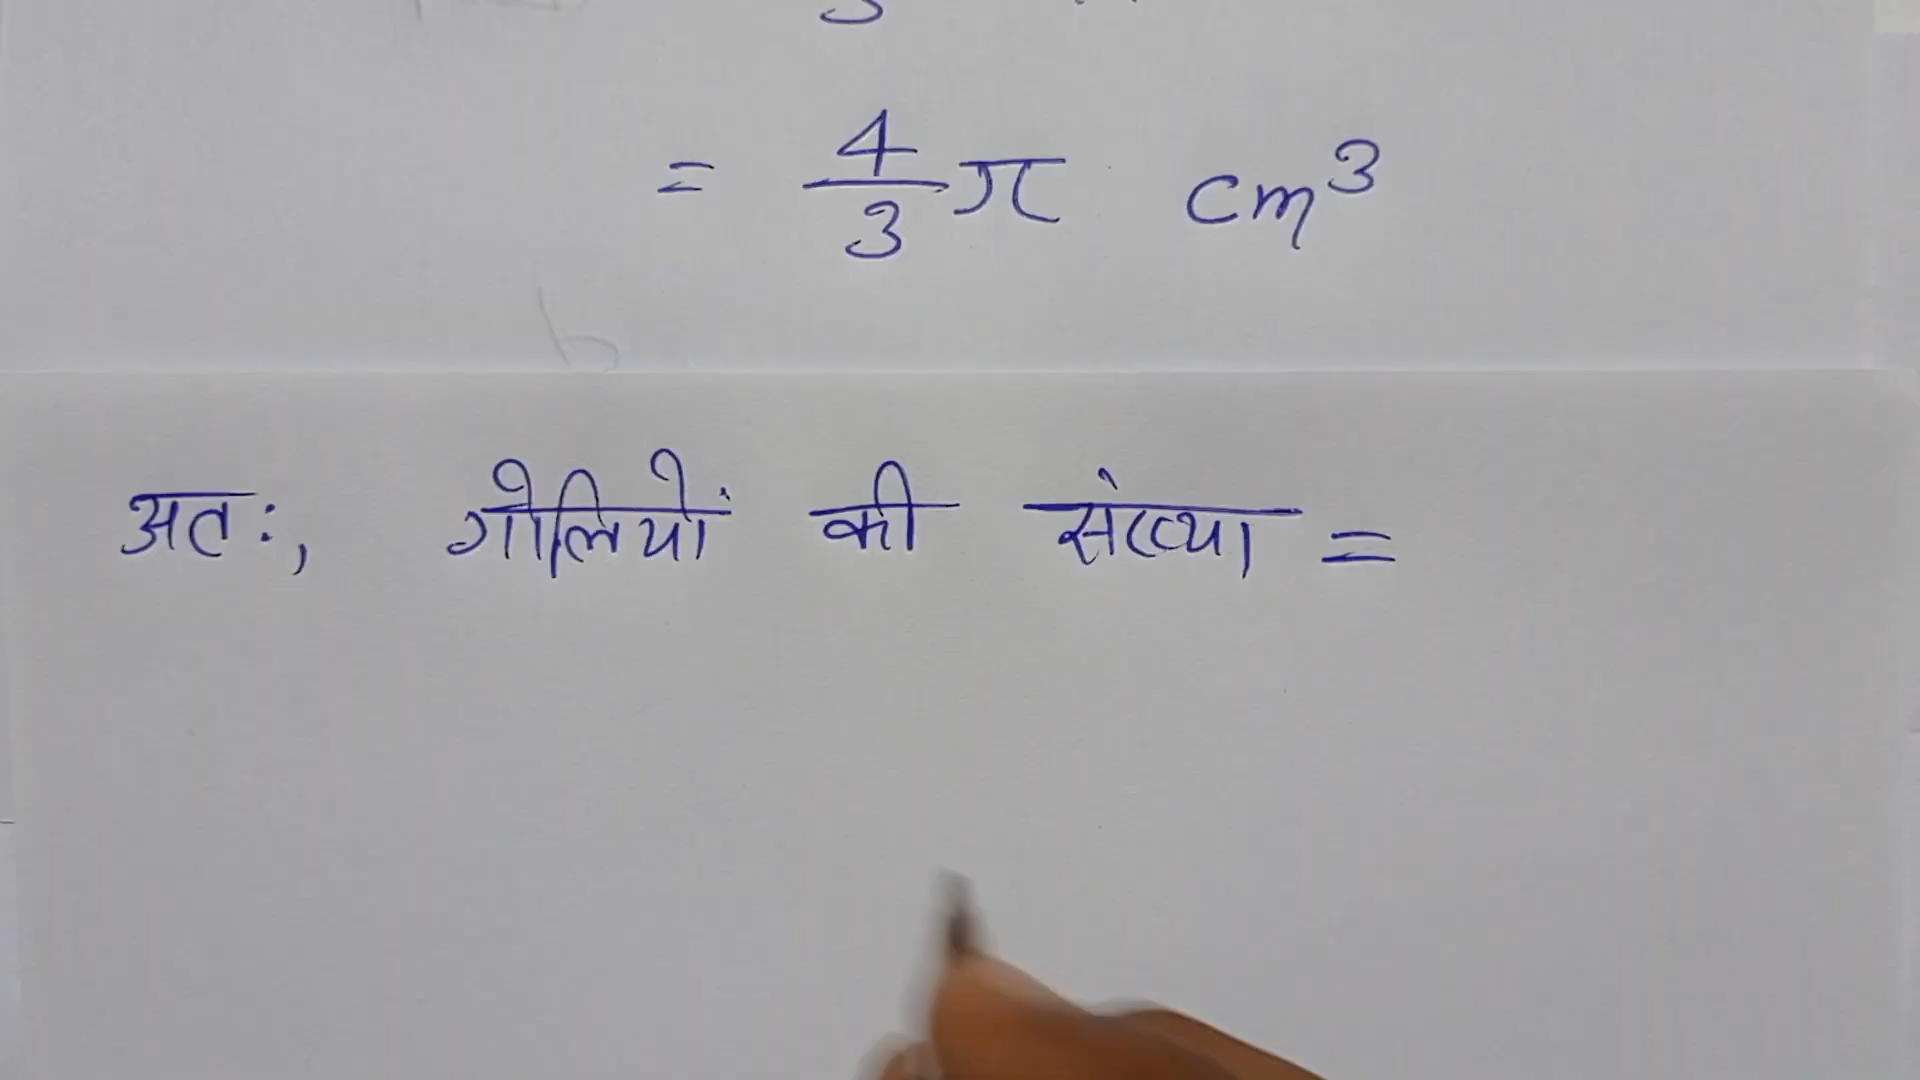 = 4/3 π cm³
अतः, गोलियों की संख्या =